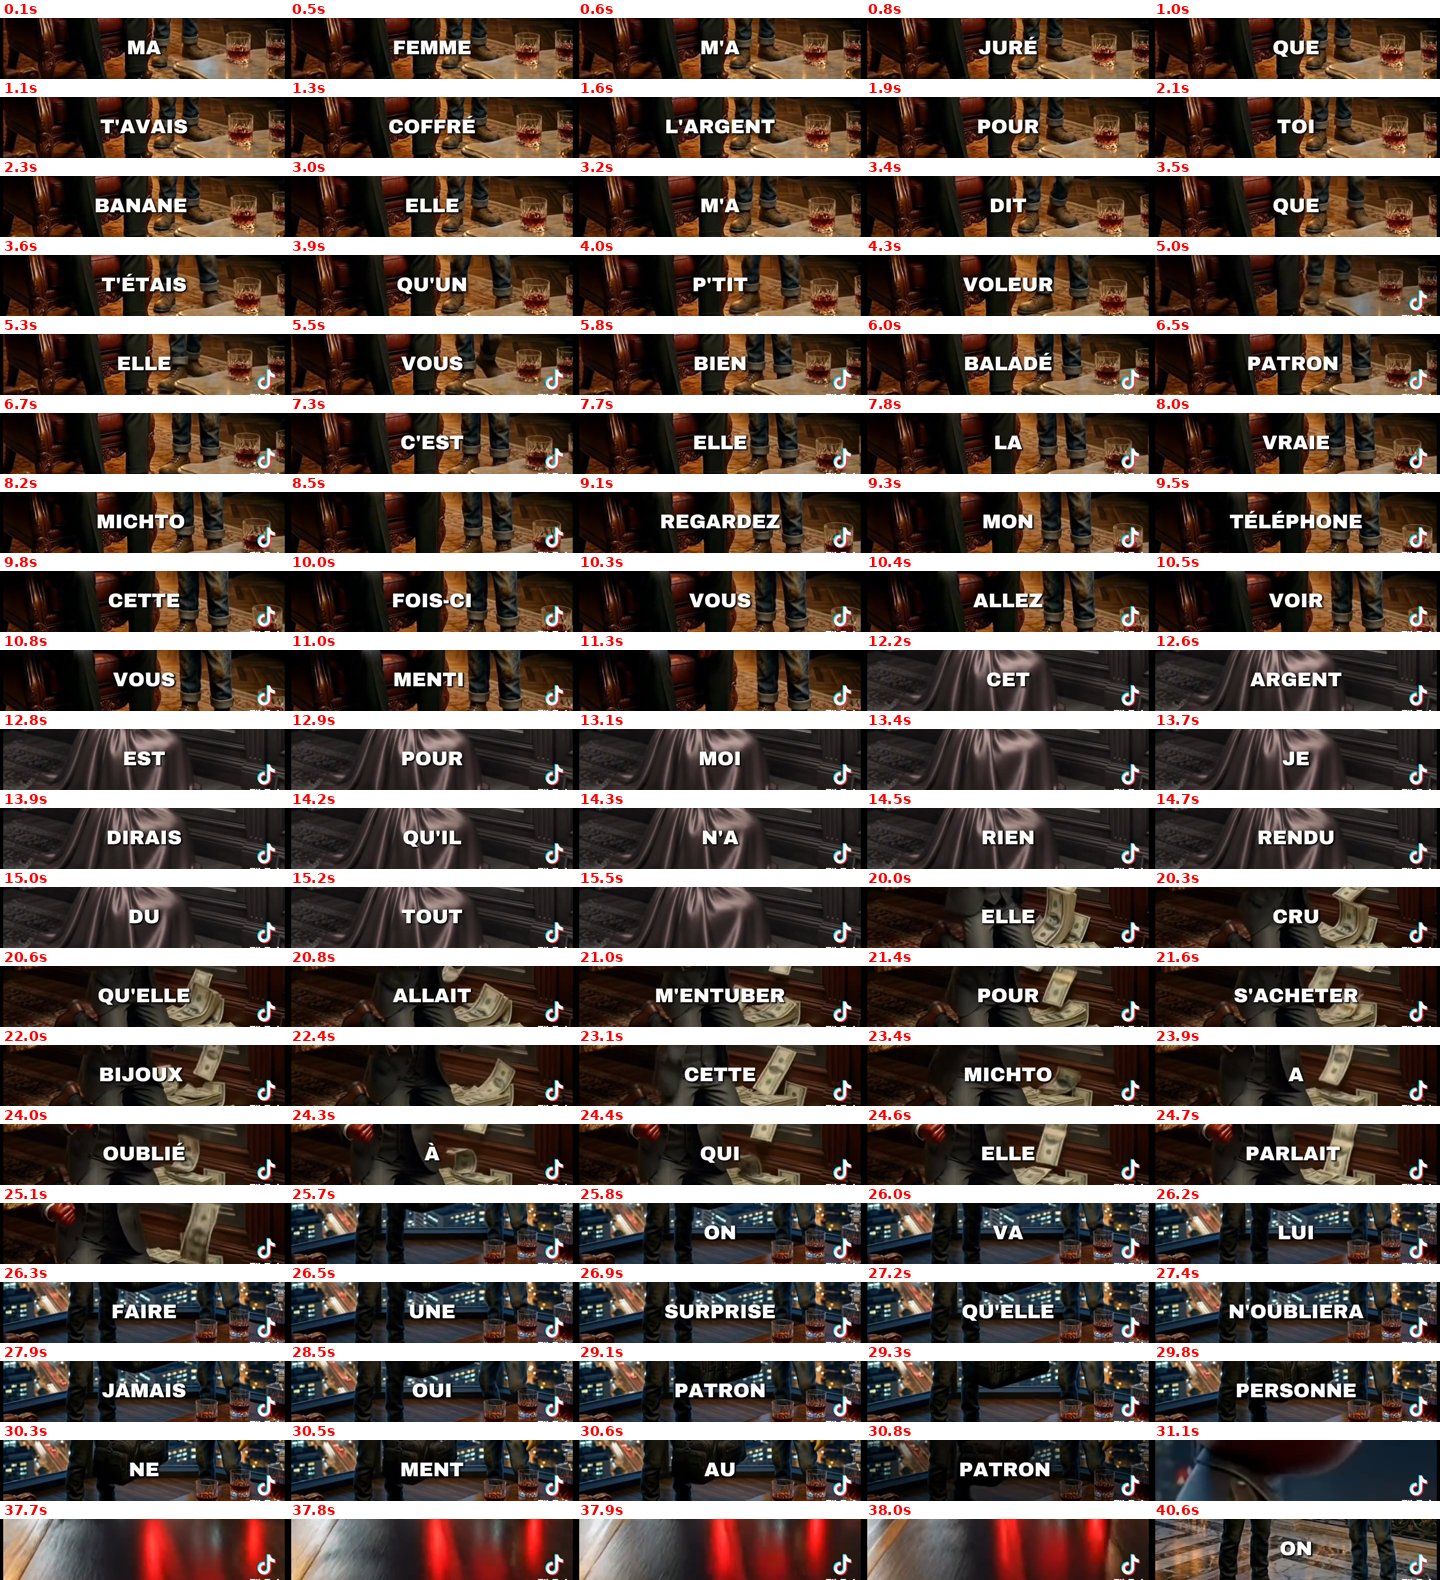 0.1s 0.5s 0.6s 0.8s 1.0s
MA FEMME M'A JURÉ QUE
1.1s 1.3s 1.6s 1.9s 2.1s
T'AVAIS COFFRÉ L'ARGENT POUR TOI
2.3s 3.0s 3.2s 3.4s 3.5s
BANANE ELLE M'A DIT QUE
3.6s 3.9s 4.0s 4.3s 5.0s
T'ÉTAIS QU'UN P'TIT VOLEUR
5.3s 5.5s 5.8s 6.0s 6.5s
ELLE VOUS BIEN BALADÉ PATRON
6.7s 7.3s 7.7s 7.8s 8.0s
C'EST ELLE LA VRAIE
8.2s 8.5s 9.1s 9.3s 9.5s
MICHTO REGARDEZ MON TÉLÉPHONE
9.8s 10.0s 10.3s 10.4s 10.5s
CETTE FOIS-CI VOUS ALLEZ VOIR
10.8s 11.0s 11.3s 12.2s 12.6s
VOUS MENTI CET ARGENT
12.8s 12.9s 13.1s 13.4s 13.7s
EST POUR MOI JE
13.9s 14.2s 14.3s 14.5s 14.7s
DIRAIS QU'IL N'A RIEN RENDU
15.0s 15.2s 15.5s 20.0s 20.3s
DU TOUT ELLE CRU
20.6s 20.8s 21.0s 21.4s 21.6s
QU'ELLE ALLAIT M'ENTUBER POUR S'ACHETER
22.0s 22.4s 23.1s 23.4s 23.9s
BIJOUX CETTE MICHTO A
24.0s 24.3s 24.4s 24.6s 24.7s
OUBLIÉ À QUI ELLE PARLAIT
25.1s 25.7s 25.8s 26.0s 26.2s
ON VA LUI
26.3s 26.5s 26.9s 27.2s 27.4s
FAIRE UNE SURPRISE QU'ELLE N'OUBLIERA
27.9s 28.5s 29.1s 29.3s 29.8s
JAMAIS OUI PATRON PERSONNE
30.3s 30.5s 30.6s 30.8s 31.1s
NE MENT AU PATRON
37.7s 37.8s 37.9s 38.0s 40.6s
ON